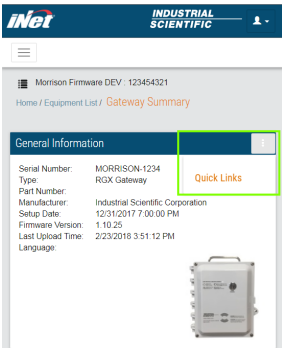 iNet
INDUSTRIAL
SCIENTIFIC
Morrison Firmware DEV : 123454321
Home / Equipment List / Gateway Summary
General Information
Quick Links
Serial Number: MORRISON-1234
Type: RGX Gateway
Part Number:
Manufacturer: Industrial Scientific Corporation
Setup Date: 12/31/2017 7:00:00 PM
Firmware Version: 1.10.25
Last Upload Time: 2/23/2018 3:51:12 PM
Language: